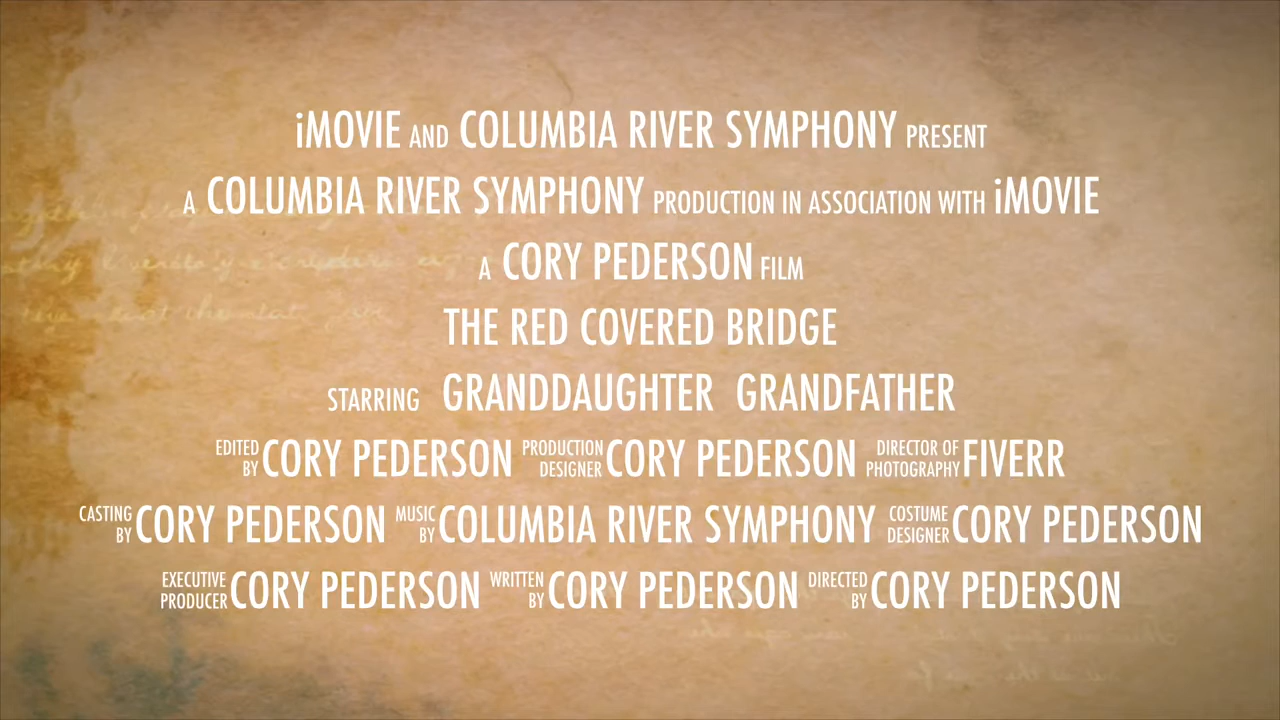 iMOVIE AND COLUMBIA RIVER SYMPHONY PRESENT
A COLUMBIA RIVER SYMPHONY PRODUCTION IN ASSOCIATION WITH iMOVIE
A CORY PEDERSON FILM
THE RED COVERED BRIDGE
STARRING GRANDDAUGHTER GRANDFATHER
EDITED BY CORY PEDERSON PRODUCTION DESIGNER CORY PEDERSON DIRECTOR OF PHOTOGRAPHY FIVERR
CASTING BY CORY PEDERSON MUSIC BY COLUMBIA RIVER SYMPHONY COSTUME DESIGNER CORY PEDERSON
EXECUTIVE PRODUCER CORY PEDERSON WRITTEN BY CORY PEDERSON DIRECTED BY CORY PEDERSON